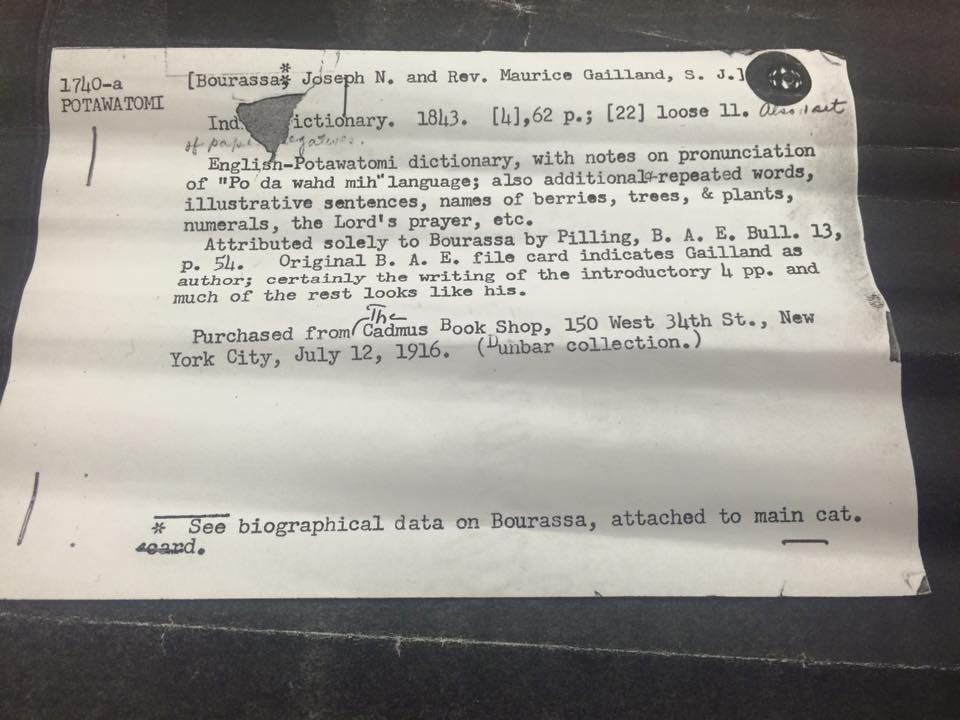 1740-a
POTAWATOMI
[Bourassa,* Joseph N. and Rev. Maurice Gailland, S. J.]
Ind ictionary. 1843. [4],62 p.; [22] loose ll. Also set
of egatives.
English-Potawatomi dictionary, with notes on pronunciation
of "Po da wahd mih" language; also additional repeated words,
illustrative sentences, names of berries, trees, & plants,
numerals, the Lord's prayer, etc.
Attributed solely to Bourassa by Pilling, B. A. E. Bull. 13,
p. 54. Original B. A. E. file card indicates Gailland as
author; certainly the writing of the introductory 4 pp. and
much of the rest looks like his.
Purchased from The Cadmus Book Shop, 150 West 34th St., New
York City, July 12, 1916. (Dunbar collection.)
* See biographical data on Bourassa, attached to main cat.
card.